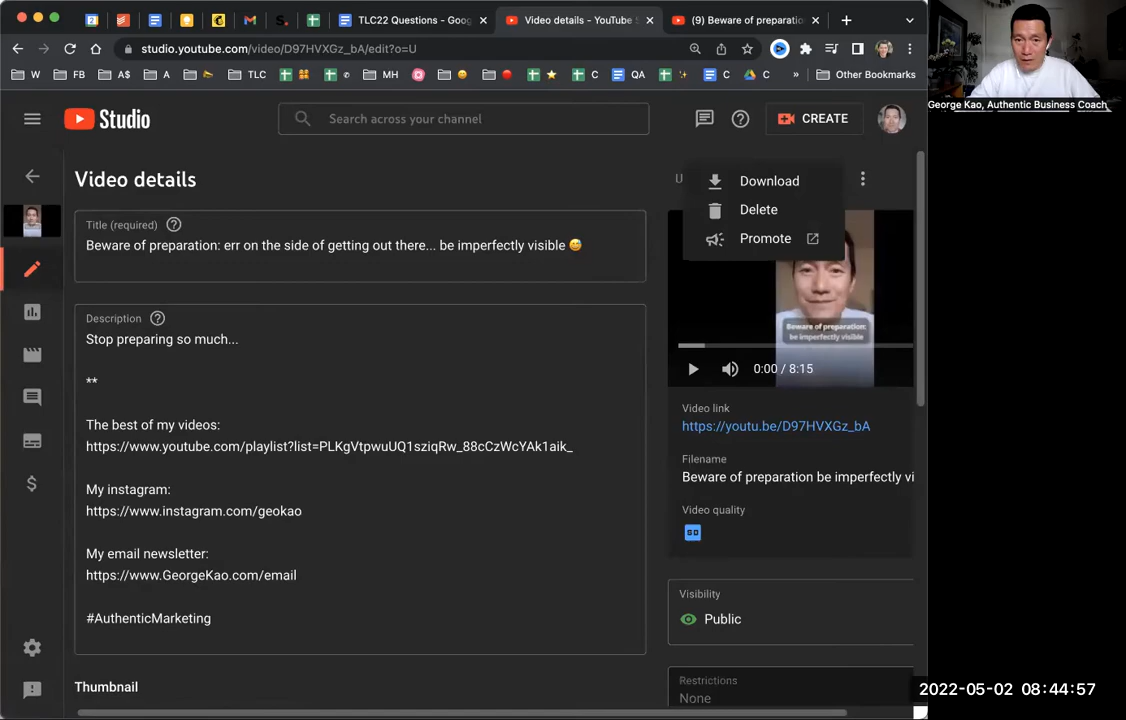 TLC22 Questions - Goog
Video details - YouTube S
(9) Beware of preparation
studio.youtube.com/video/D97HVXGz_bA/edit?o=U
W
FB
A$
A
TLC
MH
C
QA
C
C
»
Other Bookmarks
George Kao, Authentic Business Coach
Studio
Search across your channel
CREATE
Video details
U
Download
Delete
Promote
Title (required)
Beware of preparation: err on the side of getting out there... be imperfectly visible 😅
Description
Stop preparing so much...
**
The best of my videos:
https://www.youtube.com/playlist?list=PLKgVtpwuUQ1sziqRw_88cCzWcYAk1aik_
My instagram:
https://www.instagram.com/geokao
My email newsletter:
https://www.GeorgeKao.com/email
#AuthenticMarketing
Thumbnail
Beware of preparation:
be imperfectly visible
0:00 / 8:15
Video link
https://youtu.be/D97HVXGz_bA
Filename
Beware of preparation be imperfectly vi
Video quality
SD
Visibility
Public
Restrictions
None
2022-05-02 08:44:57